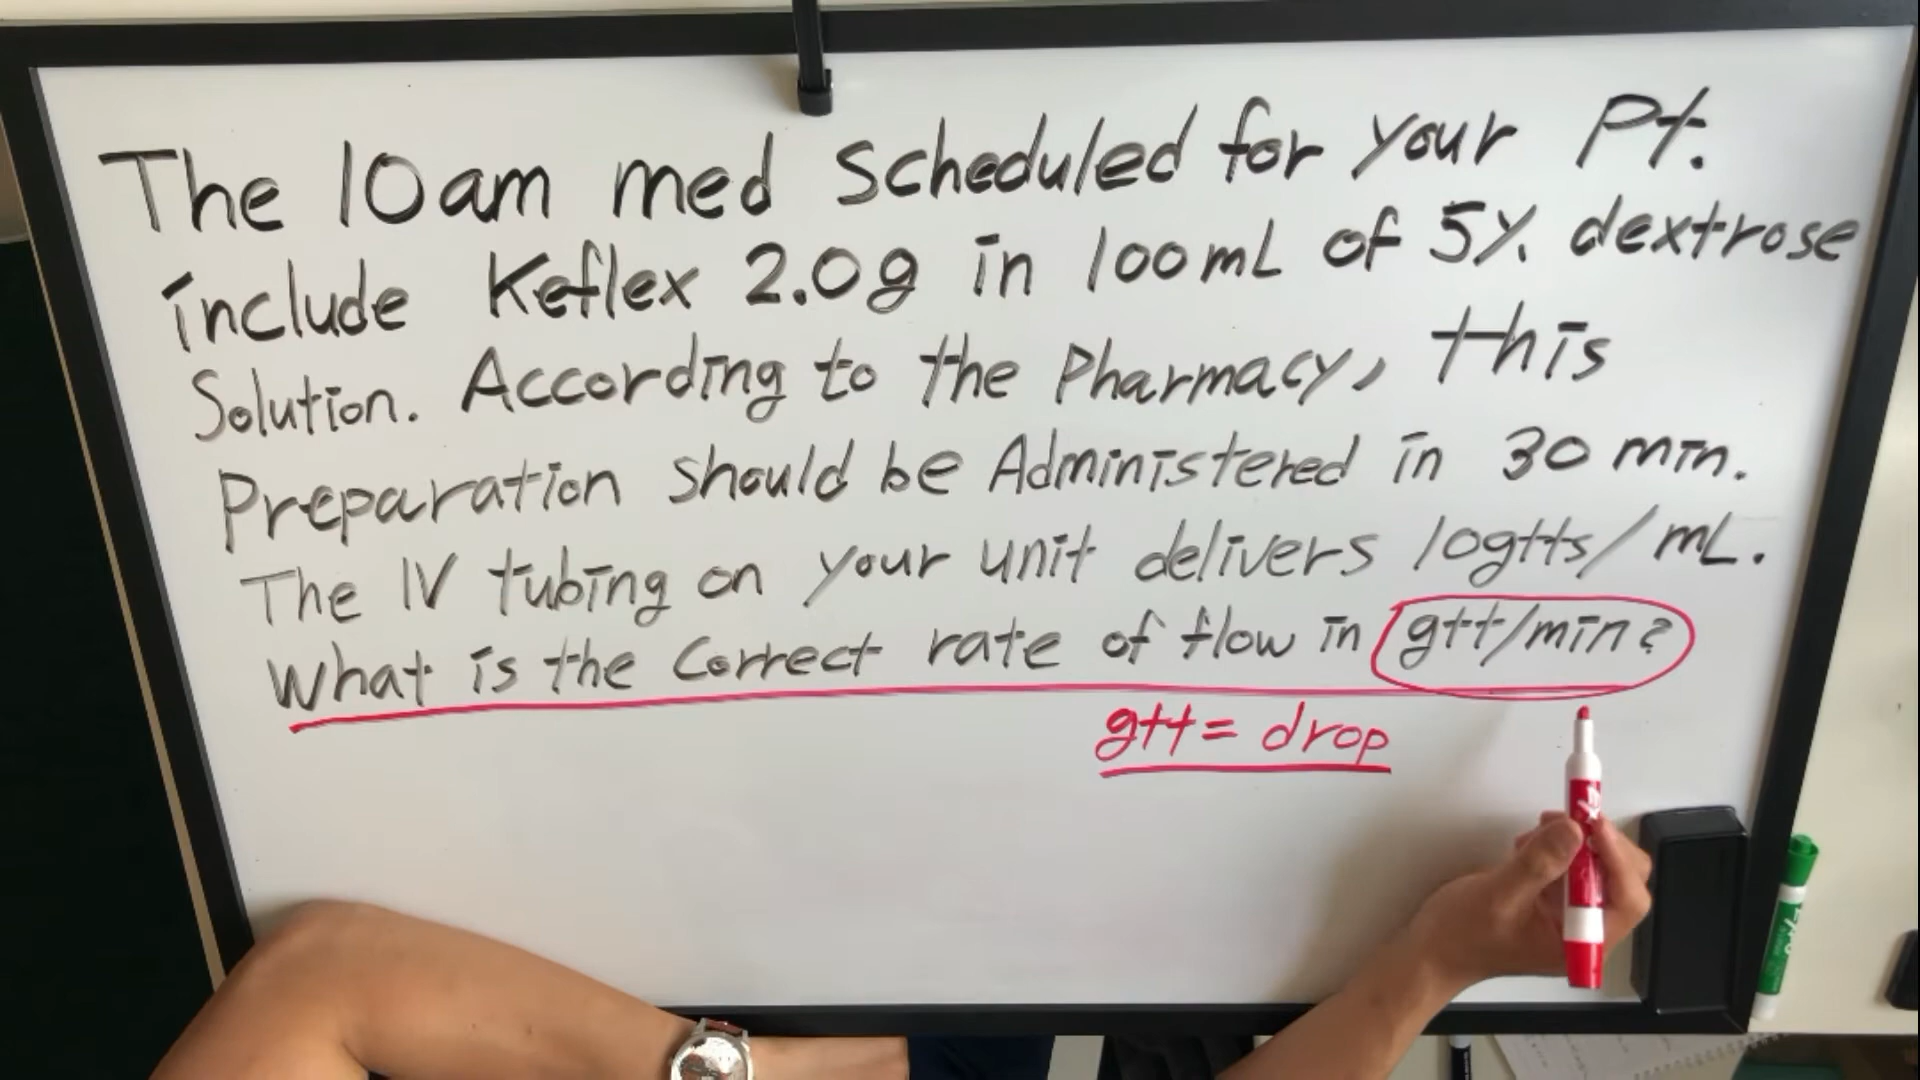 The 10am med scheduled for your Pt.
include Keflex 2.0g in 100mL of 5% dextrose
Solution. According to the Pharmacy, this
Preparation should be Administered in 30 min.
The IV tubing on your unit delivers 10gtts/mL.
What is the Correct rate of flow in gtt/min?
gtt = drop